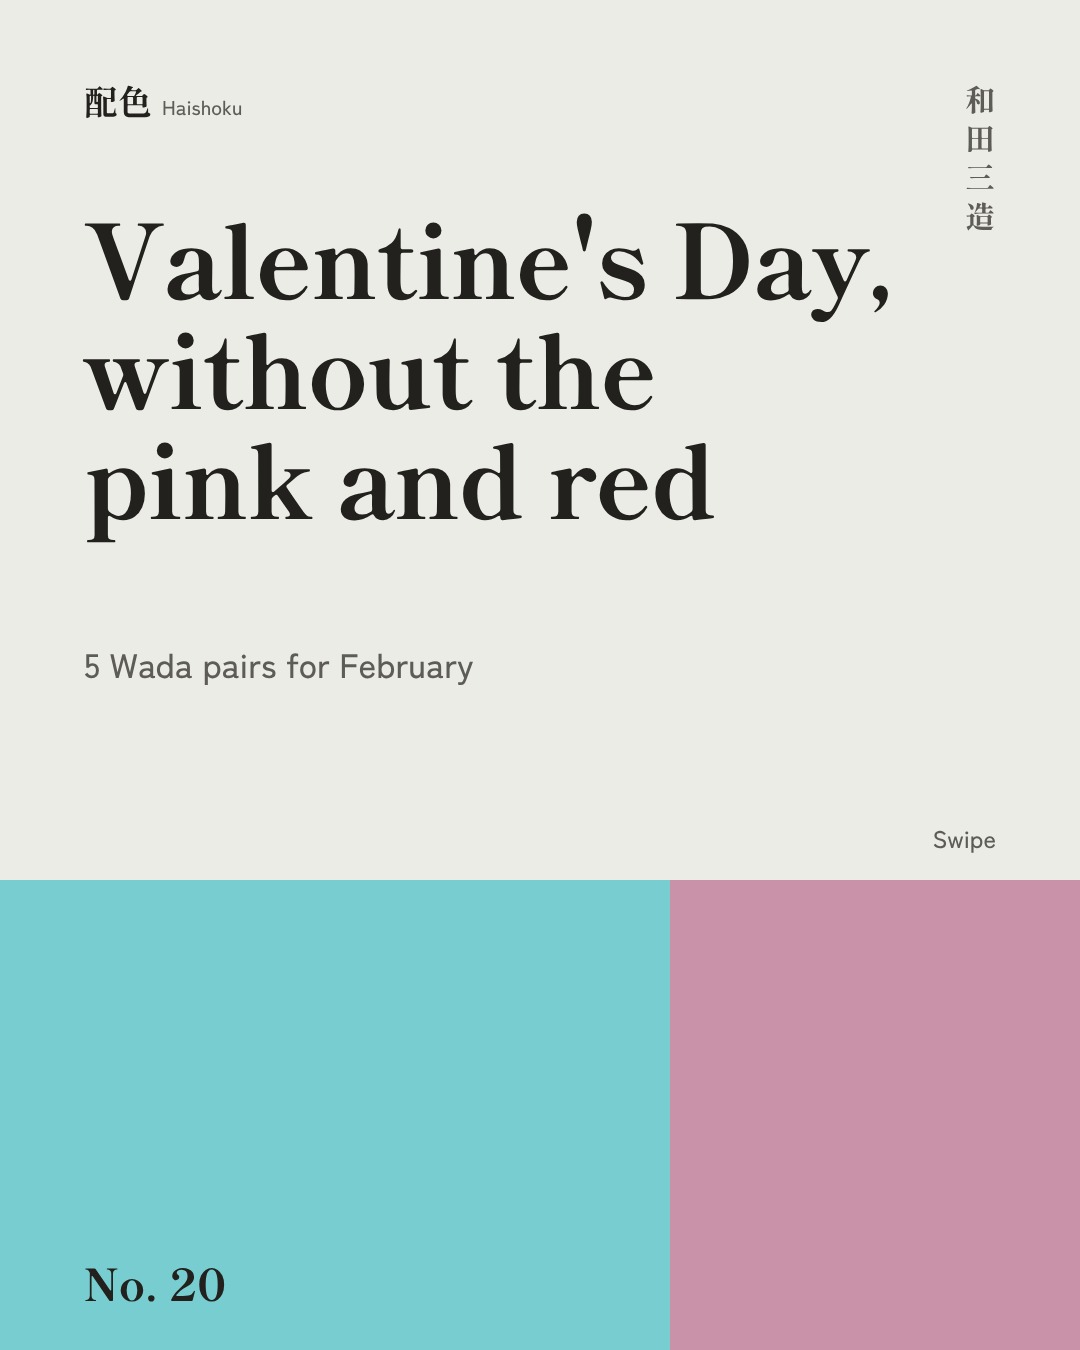 配色 Haishoku
和田三造
Valentine's Day,
without the
pink and red
5 Wada pairs for February
Swipe
No. 20